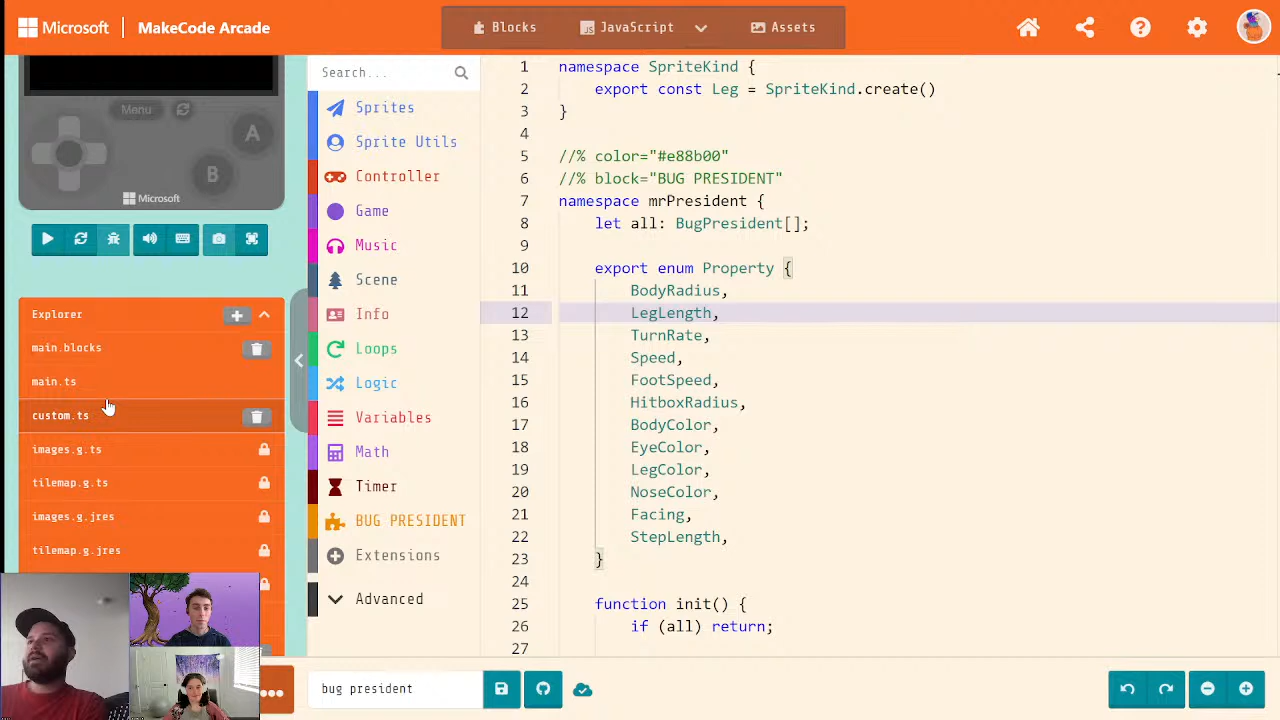 Microsoft
MakeCode Arcade
Blocks
JS JavaScript
Assets
Menu
A
B
Microsoft
Explorer
main.blocks
main.ts
custom.ts
images.g.ts
tilemap.g.ts
images.g.jres
tilemap.g.jres
Search...
Sprites
Sprite Utils
Controller
Game
Music
Scene
Info
Loops
Logic
Variables
Math
Timer
BUG PRESIDENT
Extensions
Advanced
1 namespace SpriteKind {
2 export const Leg = SpriteKind.create()
3 }
4
5 //% color="#e88b00"
6 //% block="BUG PRESIDENT"
7 namespace mrPresident {
8 let all: BugPresident[];
9
10 export enum Property {
11 BodyRadius,
12 LegLength,
13 TurnRate,
14 Speed,
15 FootSpeed,
16 HitboxRadius,
17 BodyColor,
18 EyeColor,
19 LegColor,
20 NoseColor,
21 Facing,
22 StepLength,
23 }
24
25 function init() {
26 if (all) return;
27
bug president